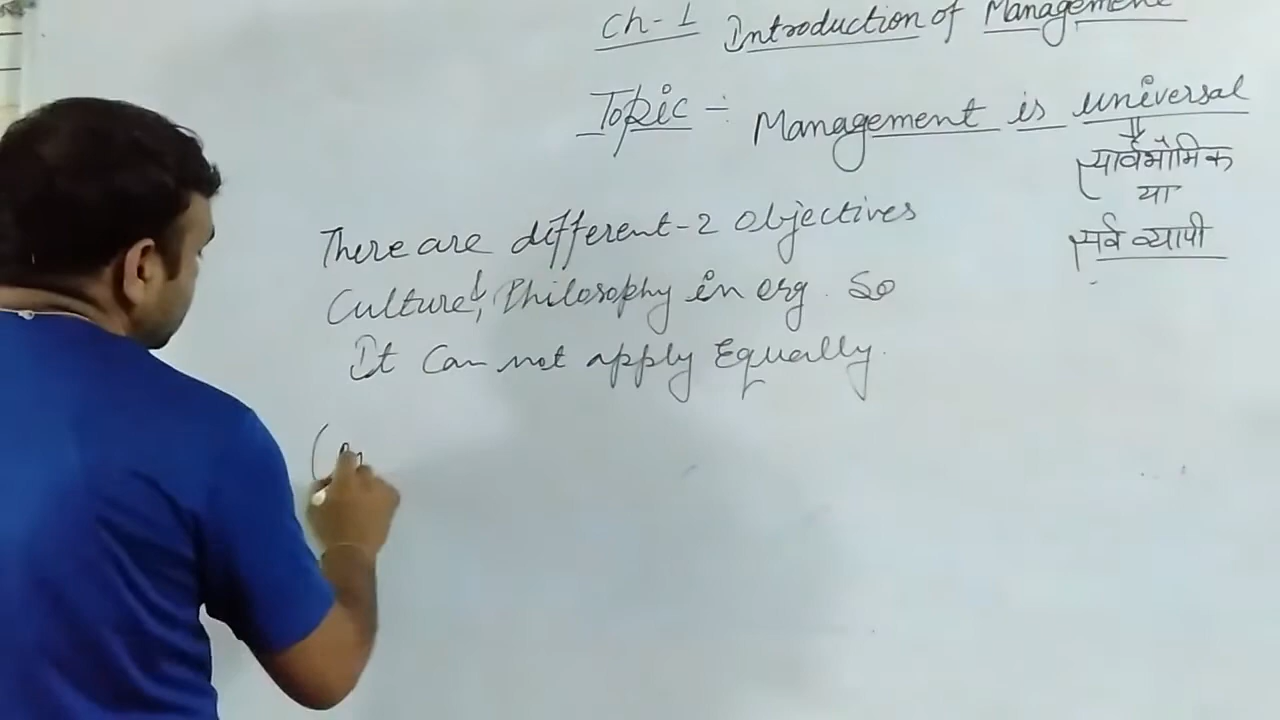 Ch-1 Introduction of Management
Topic - Management is universal
सार्वभौमिक
या
सर्व व्यापी
There are different-2 Objectives
Culture & Philosophy in org. So
It Can not apply Equally.